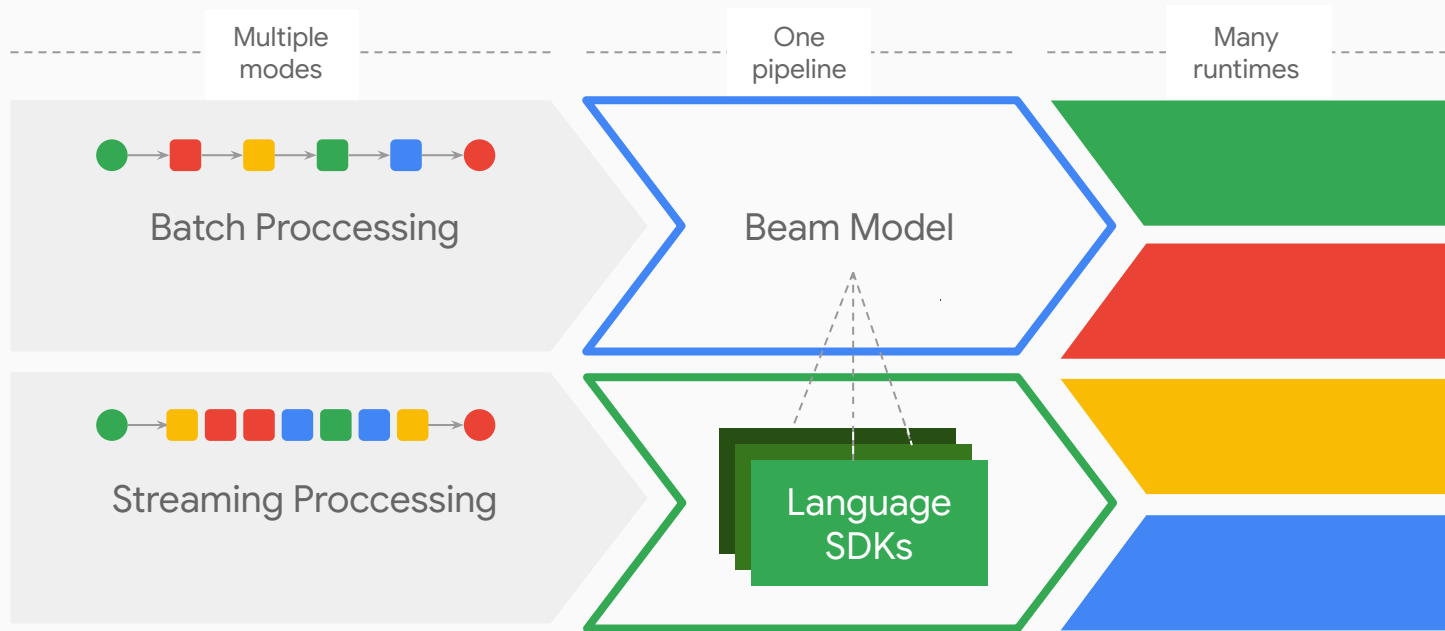 Multiple
modes
One
pipeline
Many
runtimes
Batch Proccessing
Beam Model
Streaming Proccessing
Language
SDKs